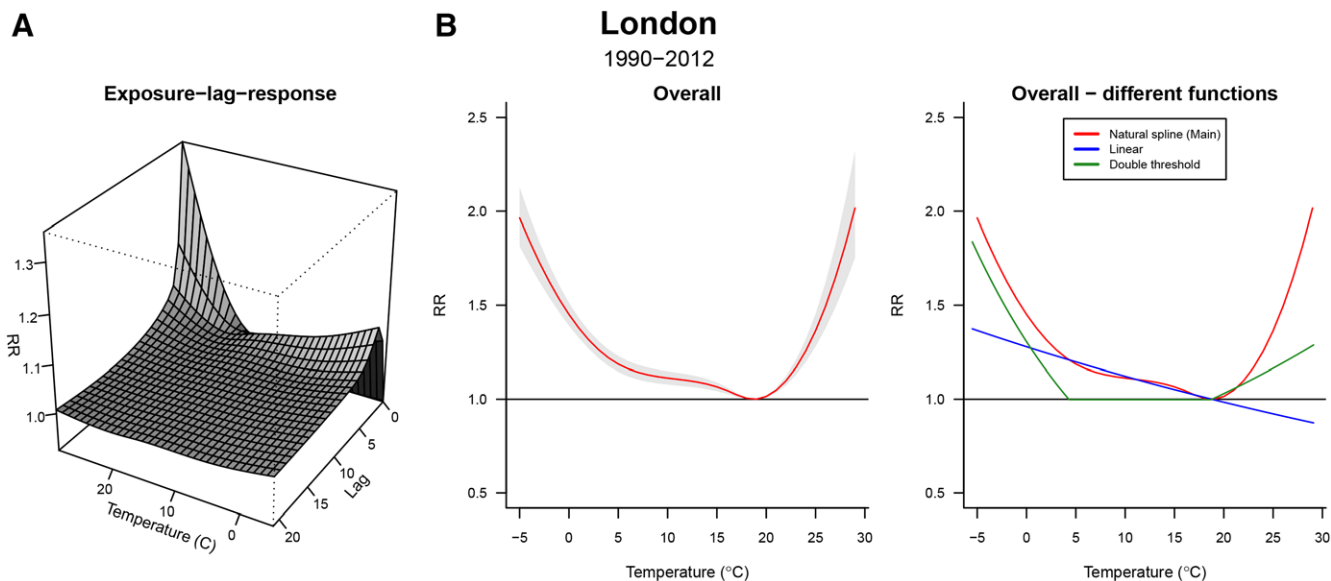 A
B
London
1990−2012
Exposure−lag−response
1.3
1.2
1.1
1.0
RR
20
10
0
Temperature (C)
0
5
10
15
20
Lag
Overall
2.5
2.0
1.5
1.0
0.5
RR
−5 0 5 10 15 20 25 30
Temperature (°C)
Overall − different functions
Natural spline (Main)
Linear
Double threshold
2.5
2.0
1.5
1.0
0.5
RR
−5 0 5 10 15 20 25 30
Temperature (°C)